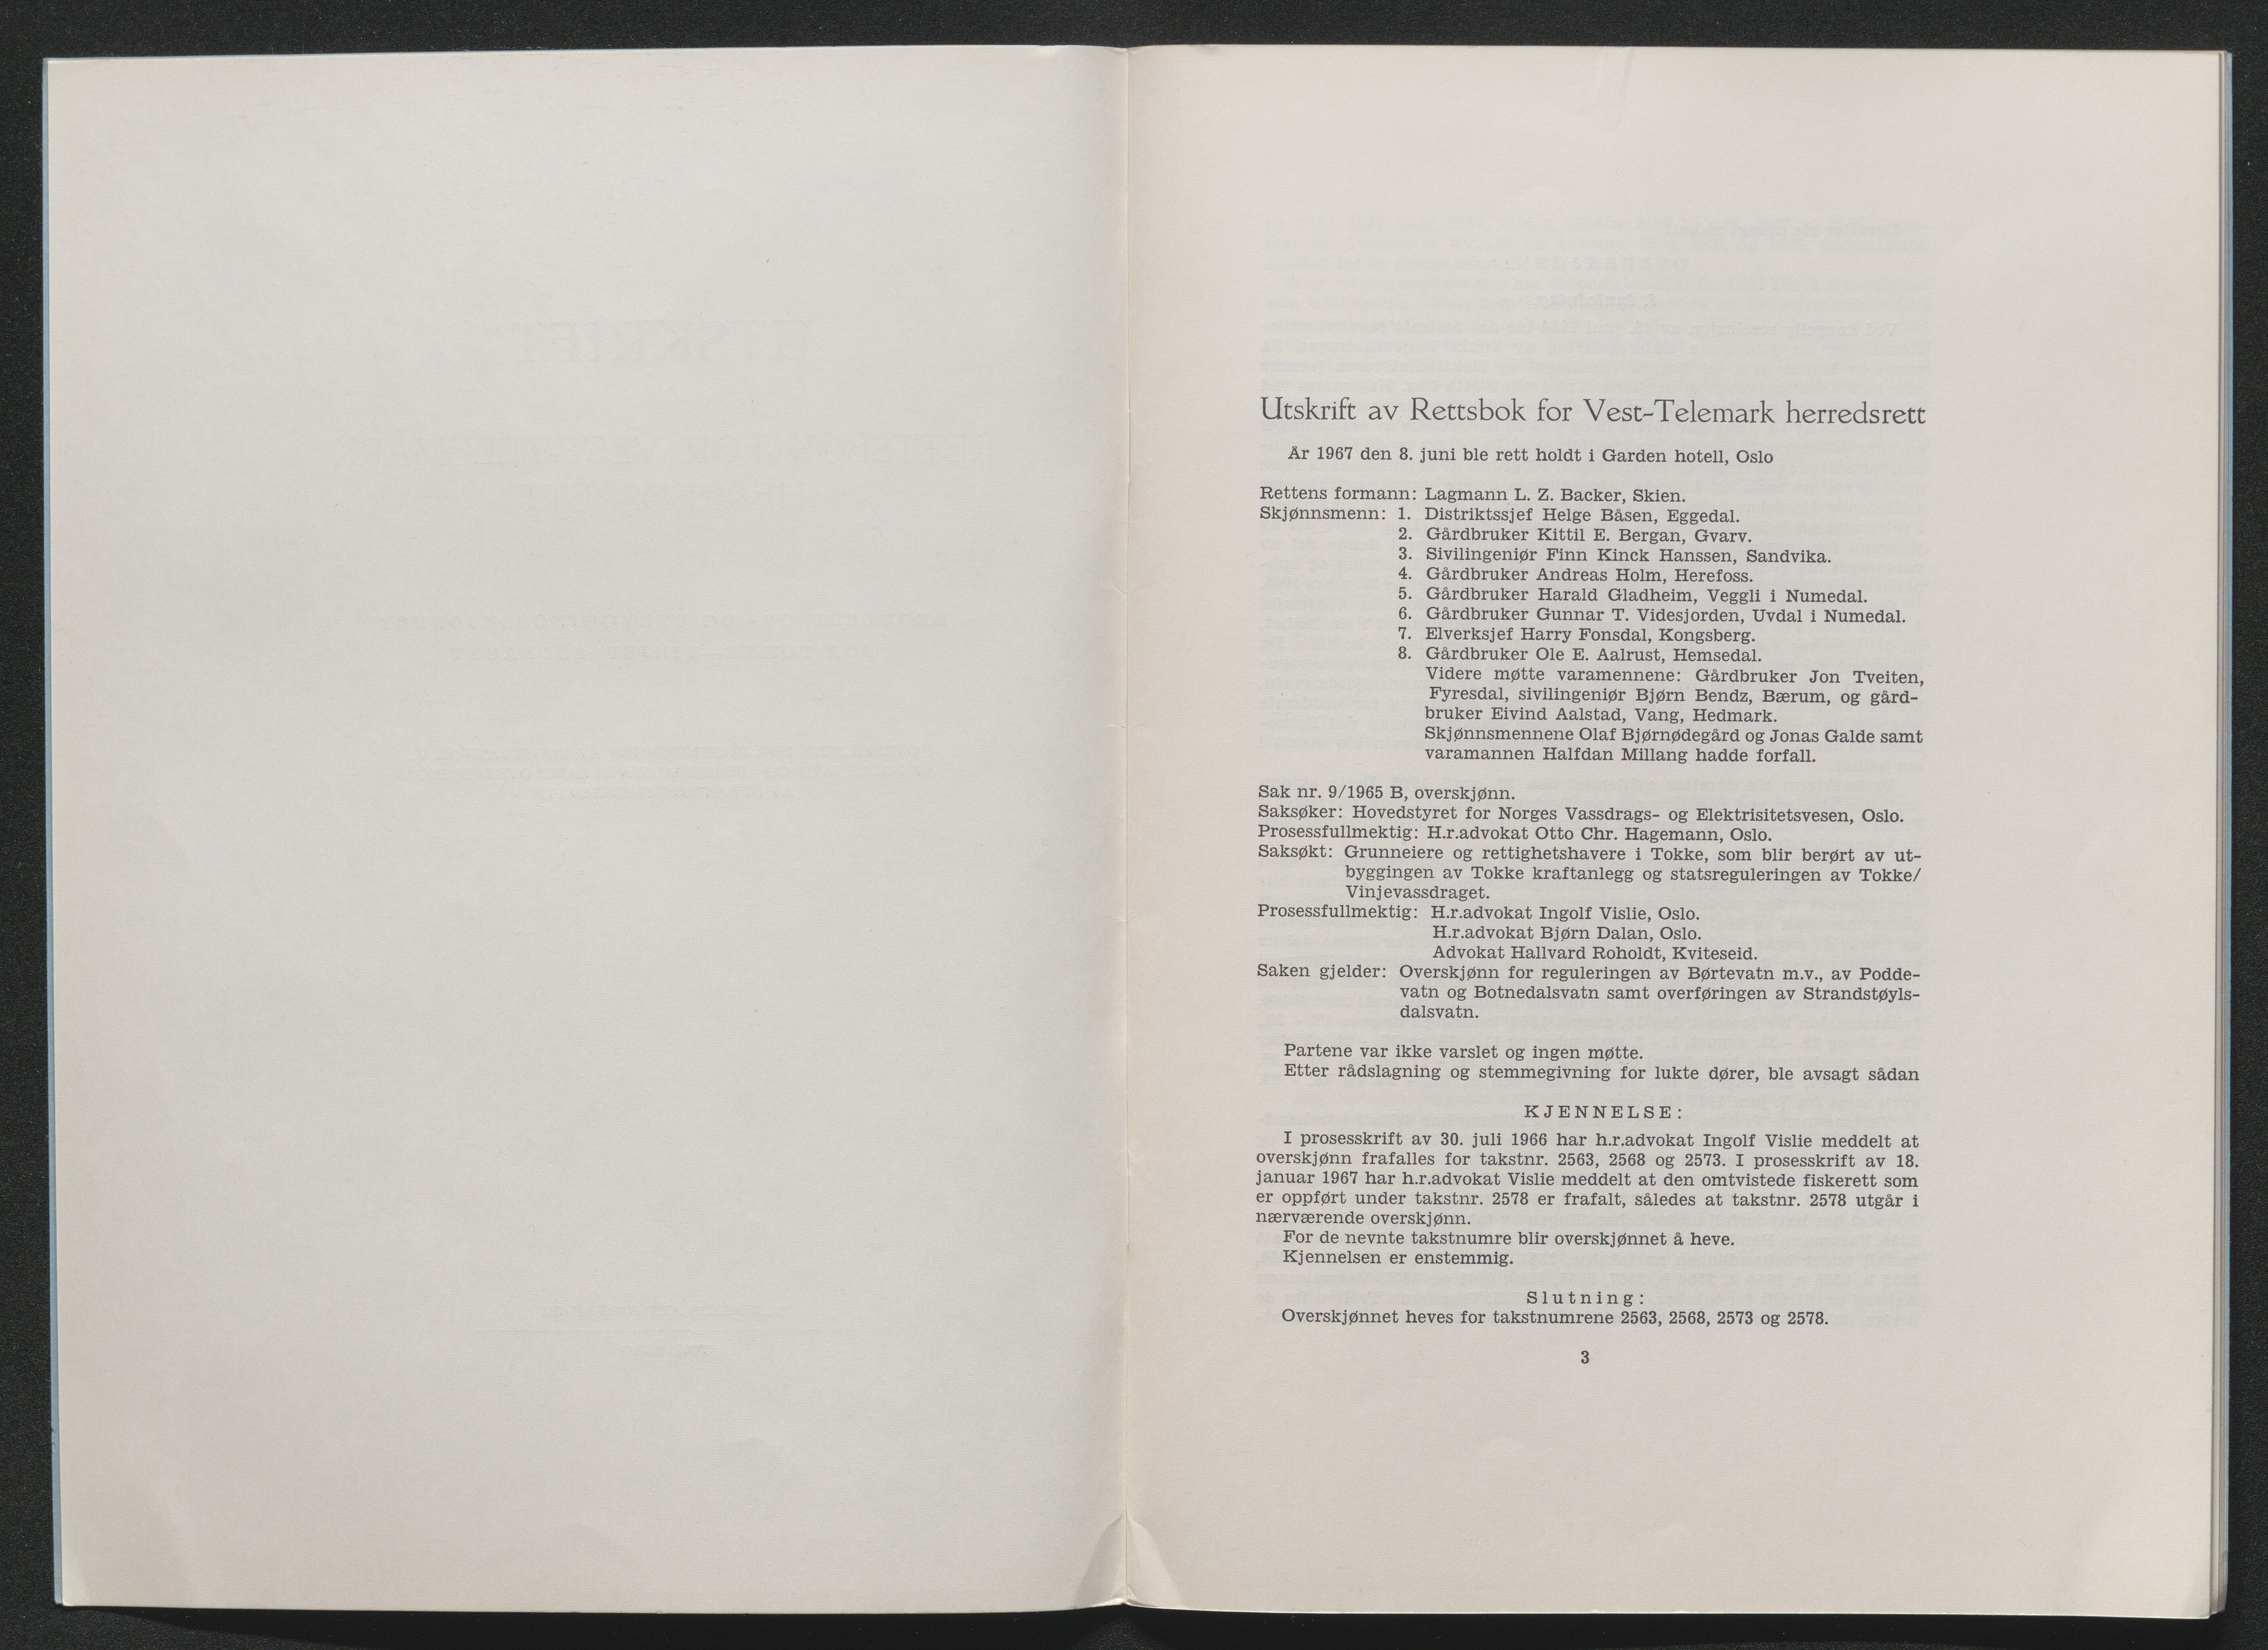 Utskrift av Rettsbok for Vest-Telemark herredsrett
År 1967 den 8. juni ble rett holdt i Garden hotell, Oslo
Rettens formann: Lagmann L. Z. Backer, Skien.
Skjønnsmenn: 1. Distriktssjef Helge Båsen, Eggedal.
2. Gårdbruker Kittil E. Bergan, Gvarv.
3. Sivilingeniør Finn Kinck Hanssen, Sandvika.
4. Gårdbruker Andreas Holm, Herefoss.
5. Gårdbruker Harald Gladheim, Veggli i Numedal.
6. Gårdbruker Gunnar T. Videsjorden, Uvdal i Numedal.
7. Elverksjef Harry Fonsdal, Kongsberg.
8. Gårdbruker Ole E. Aalrust, Hemsedal.
Videre møtte varamennene: Gårdbruker Jon Tveiten,
Fyresdal, sivilingeniør Bjørn Bendz, Bærum, og gård-
bruker Eivind Aalstad, Vang, Hedmark.
Skjønnsmennene Olaf Bjørnødegård og Jonas Galde samt
varamannen Halfdan Millang hadde forfall.
Sak nr. 9/1965 B, overskjønn.
Saksøker: Hovedstyret for Norges Vassdrags- og Elektrisitetsvesen, Oslo.
Prosessfullmektig: H.r.advokat Otto Chr. Hagemann, Oslo.
Saksøkt: Grunneiere og rettighetshavere i Tokke, som blir berørt av ut-
byggingen av Tokke kraftanlegg og statsreguleringen av Tokke/
Vinjevassdraget.
Prosessfullmektig: H.r.advokat Ingolf Vislie, Oslo.
H.r.advokat Bjørn Dalan, Oslo.
Advokat Hallvard Roholdt, Kviteseid.
Saken gjelder: Overskjønn for reguleringen av Børtevatn m.v., av Podde-
vatn og Botnedalsvatn samt overføringen av Strandstøyls-
dalsvatn.
Partene var ikke varslet og ingen møtte.
Etter rådslagning og stemmegivning for lukte dører, ble avsagt sådan
KJENNELSE:
I prosesskrift av 30. juli 1966 har h.r.advokat Ingolf Vislie meddelt at
overskjønn frafalles for takstnr. 2563, 2568 og 2573. I prosesskrift av 18.
januar 1967 har h.r.advokat Vislie meddelt at den omtvistede fiskerett som
er oppført under takstnr. 2578 er frafalt, således at takstnr. 2578 utgår i
nærværende overskjønn.
For de nevnte takstnumre blir overskjønnet å heve.
Kjennelsen er enstemmig.
Slutning:
Overskjønnet heves for takstnumrene 2563, 2568, 2573 og 2578.
3